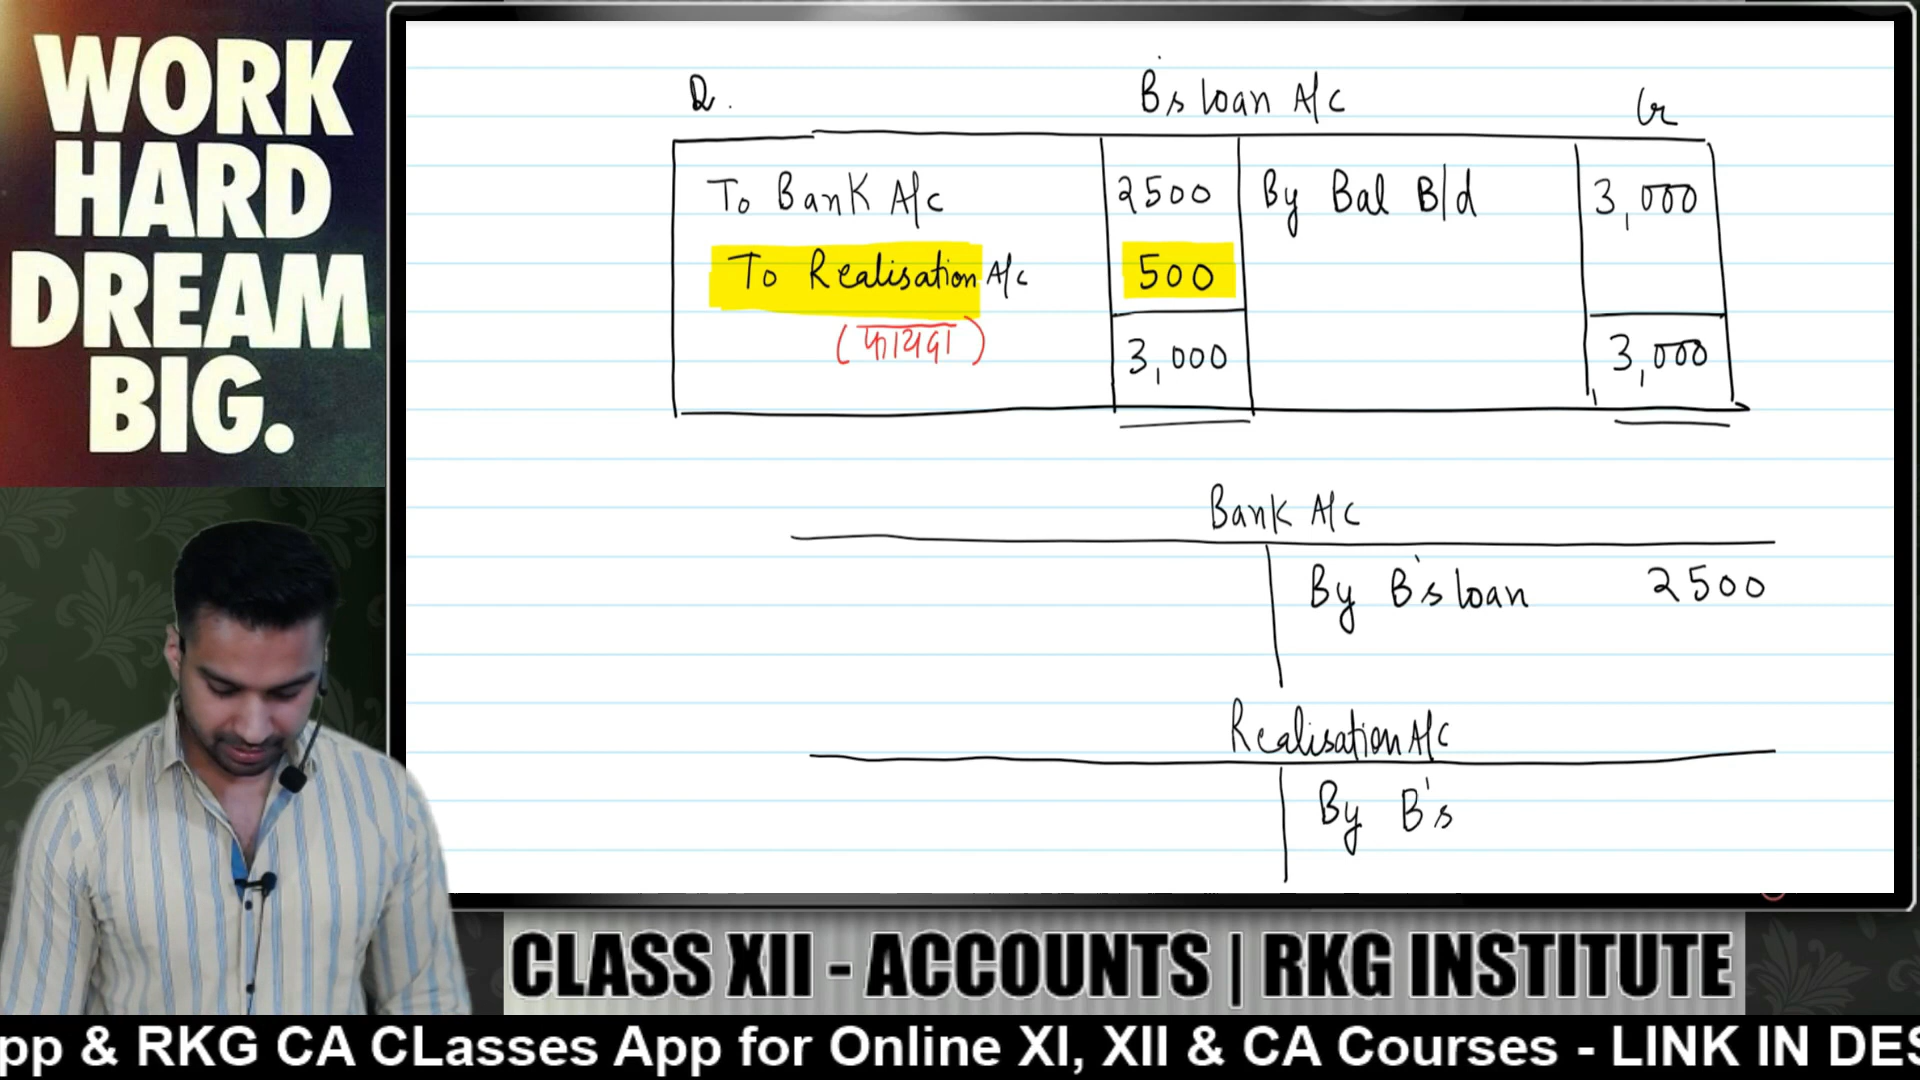 WORK
HARD
DREAM
BIG.
Dr. B's loan A/c Cr
To Bank A/c 2500 By Bal B/d 3,000
To Realisation A/c 500
(फायदा)
3,000 3,000
Bank A/c
By B's loan 2500
Realisation A/c
By B's
CLASS XII - ACCOUNTS | RKG INSTITUTE
pp & RKG CA CLasses App for Online XI, XII & CA Courses - LINK IN DES